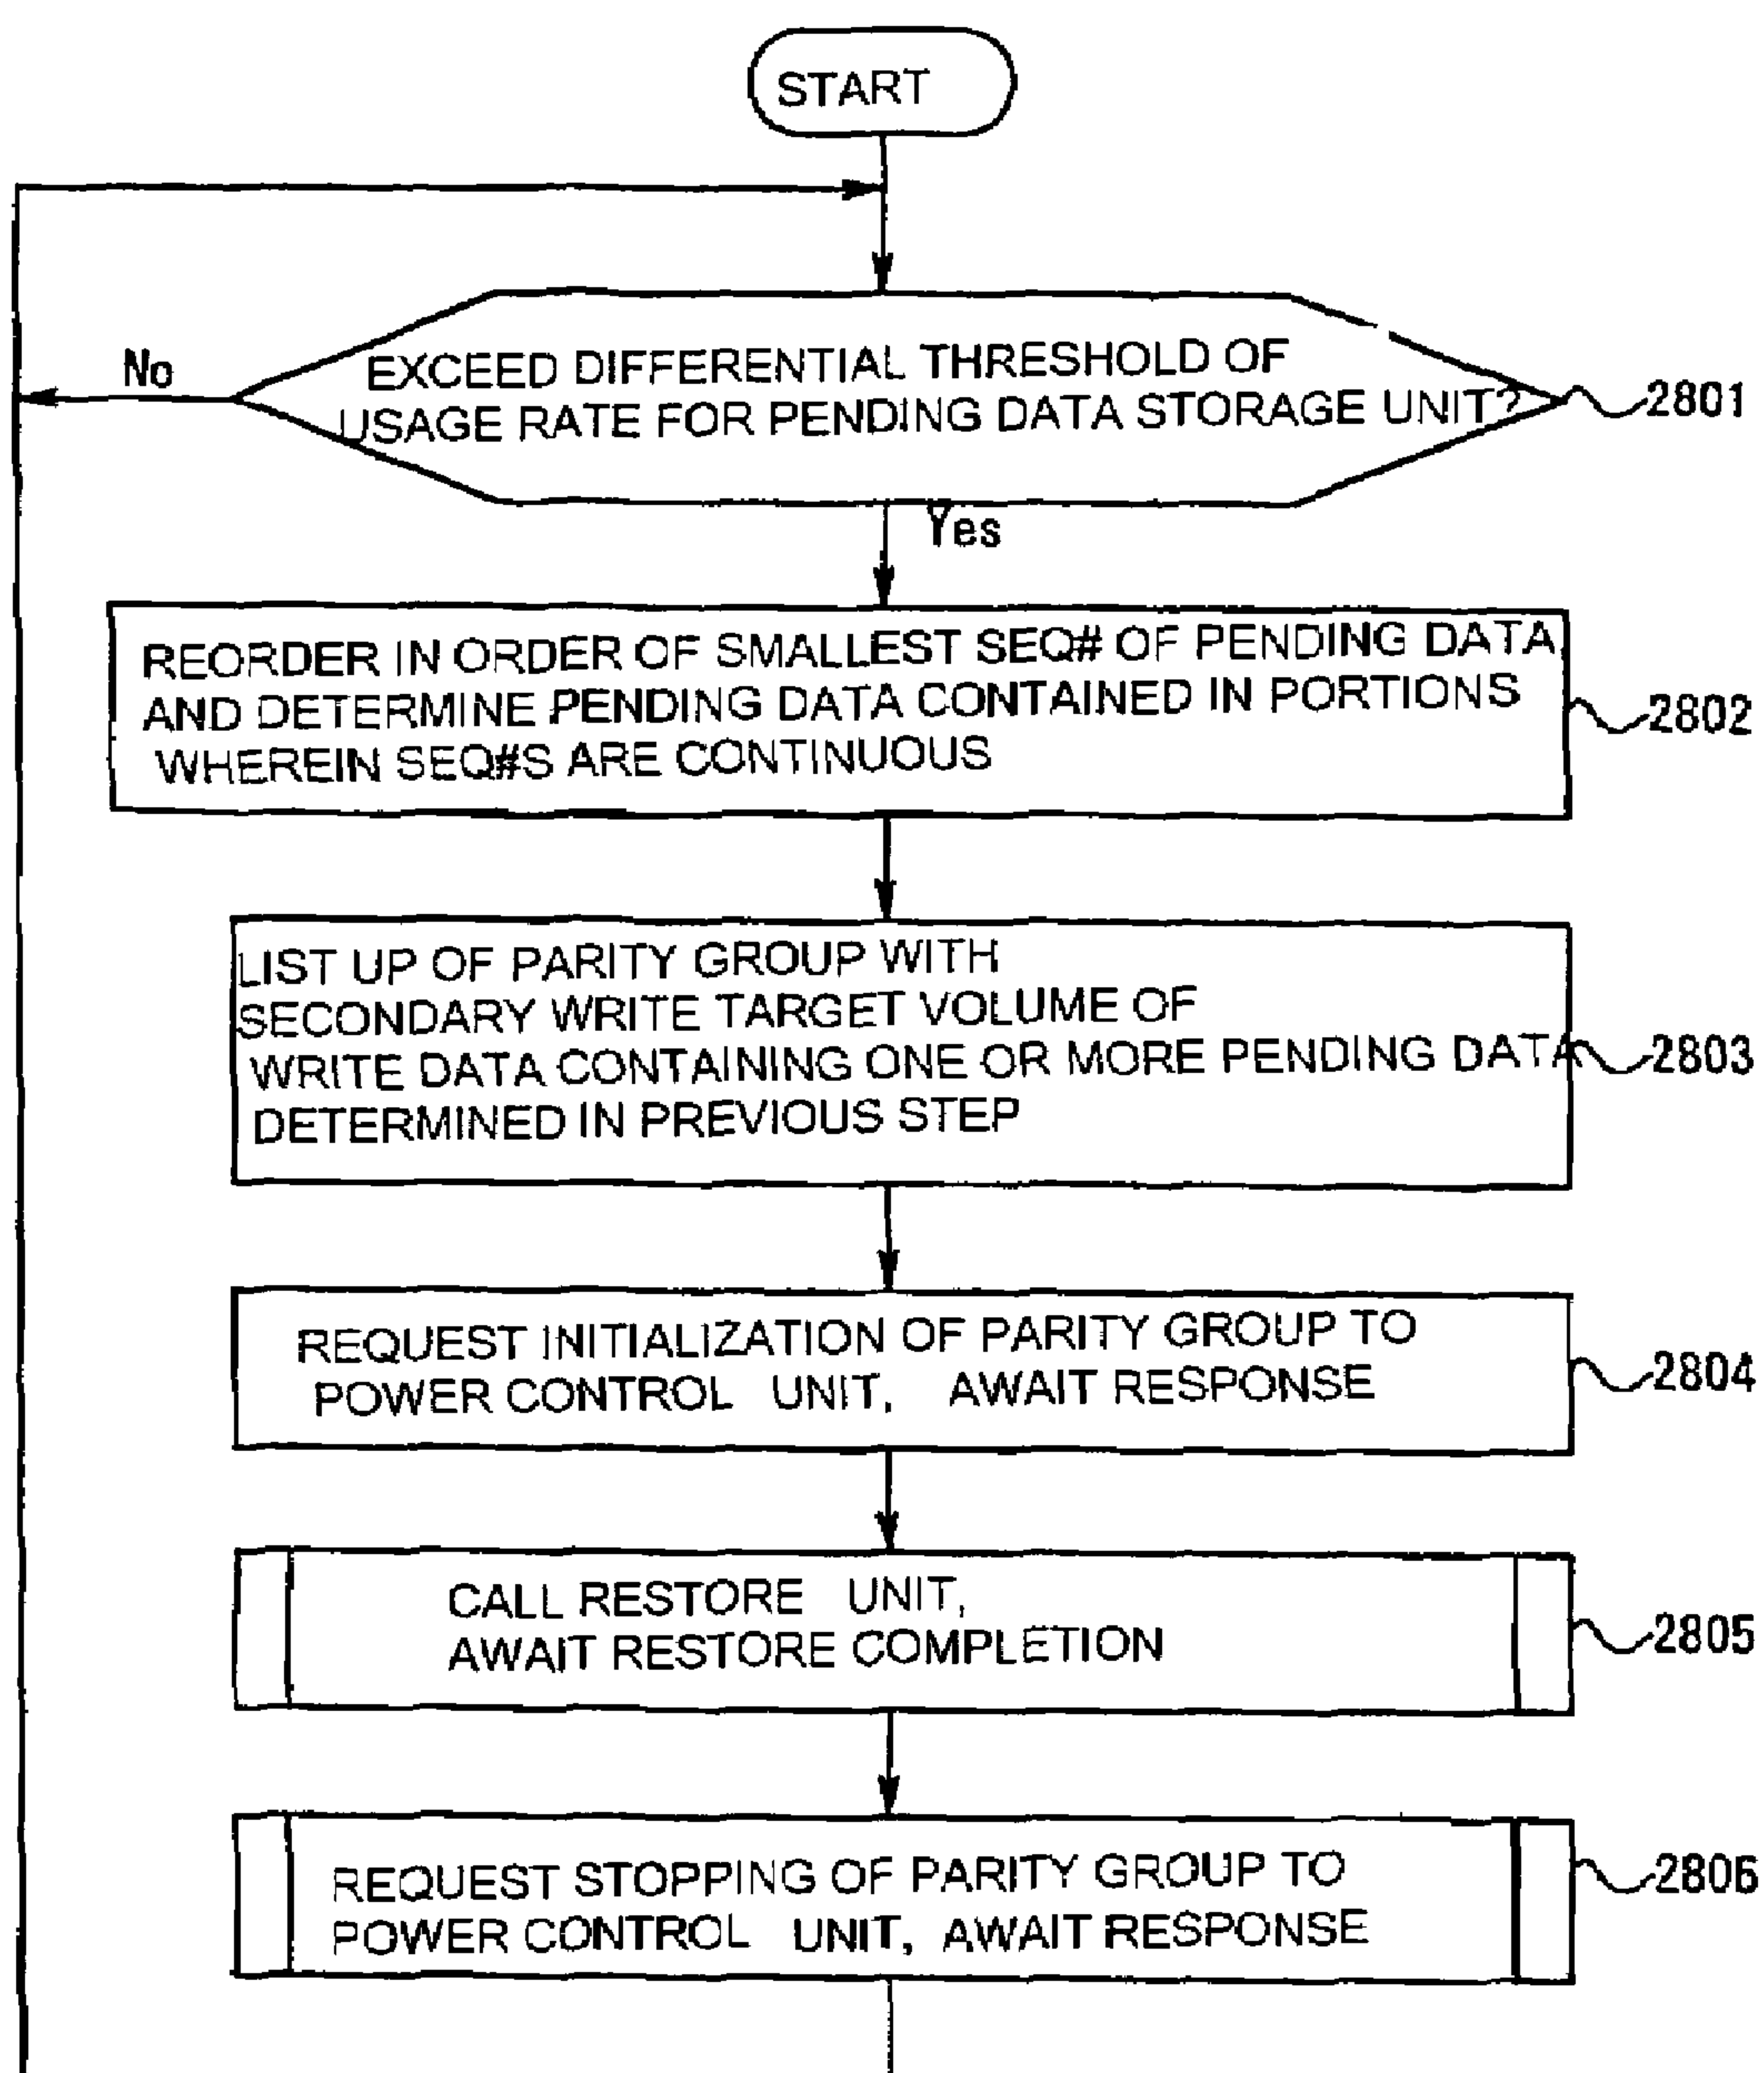 START
No
EXCEED DIFFERENTIAL THRESHOLD OF
USAGE RATE FOR PENDING DATA STORAGE UNIT?
2801
Yes
REORDER IN ORDER OF SMALLEST SEQ# OF PENDING DATA
AND DETERMINE PENDING DATA CONTAINED IN PORTIONS
WHEREIN SEQ#S ARE CONTINUOUS
2802
LIST UP OF PARITY GROUP WITH
SECONDARY WRITE TARGET VOLUME OF
WRITE DATA CONTAINING ONE OR MORE PENDING DATA
DETERMINED IN PREVIOUS STEP
2803
REQUEST INITIALIZATION OF PARITY GROUP TO
POWER CONTROL UNIT, AWAIT RESPONSE
2804
CALL RESTORE UNIT,
AWAIT RESTORE COMPLETION
2805
REQUEST STOPPING OF PARITY GROUP TO
POWER CONTROL UNIT, AWAIT RESPONSE
2806